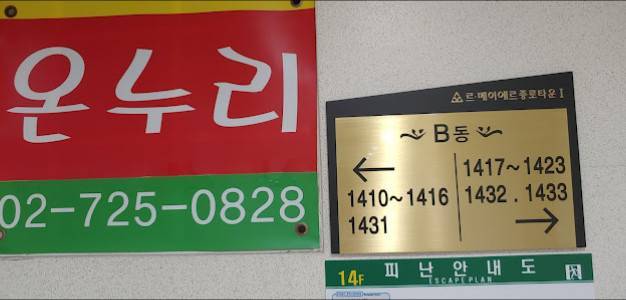 온누리
02-725-0828
르·메이에르종로타운 I
B동
1410~1416
1431
1417~1423
1432 . 1433
14F 피난안내도
ESCAPE PLAN